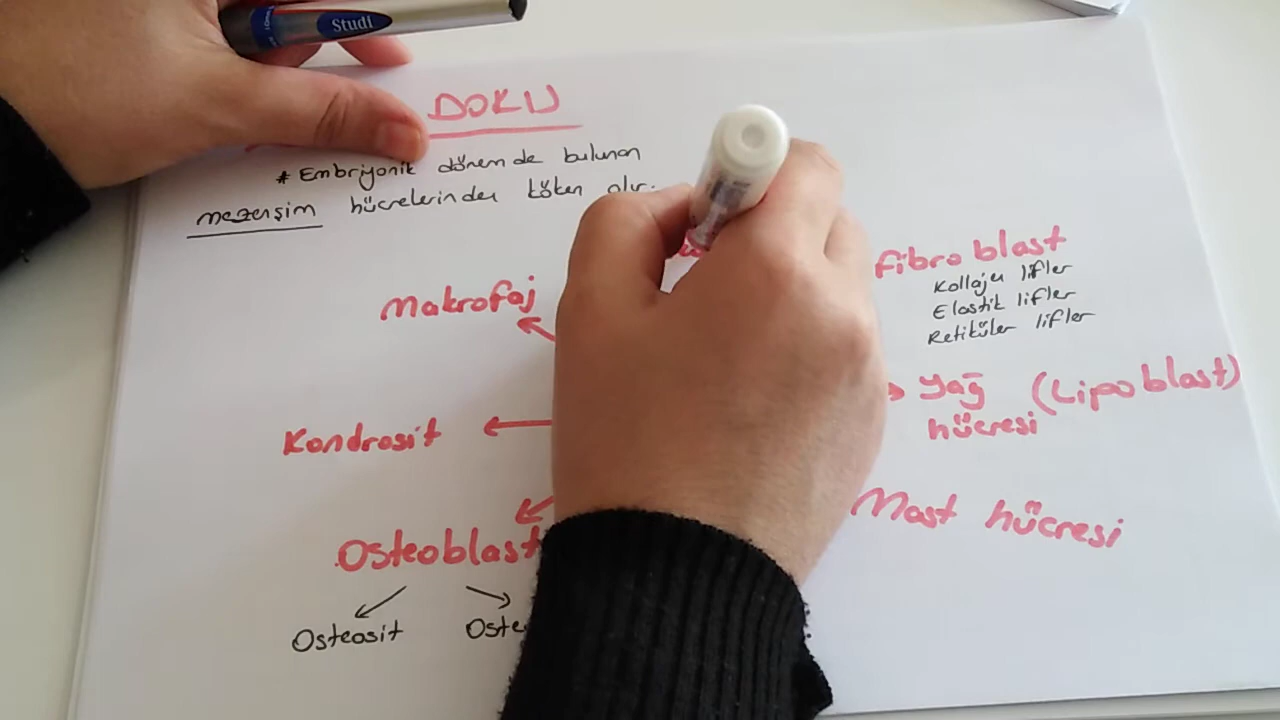 Studi
DOKU
* Embriyonik dönemde bulunan
mezenşim hücrelerinden köken alır.
Makrofaj
Fibroblast
Kollajen lifler
Elastik lifler
Retiküler lifler
Yağ (Lipoblast)
hücresi
Kondrosit
Mast hücresi
Osteoblast
Osteosit